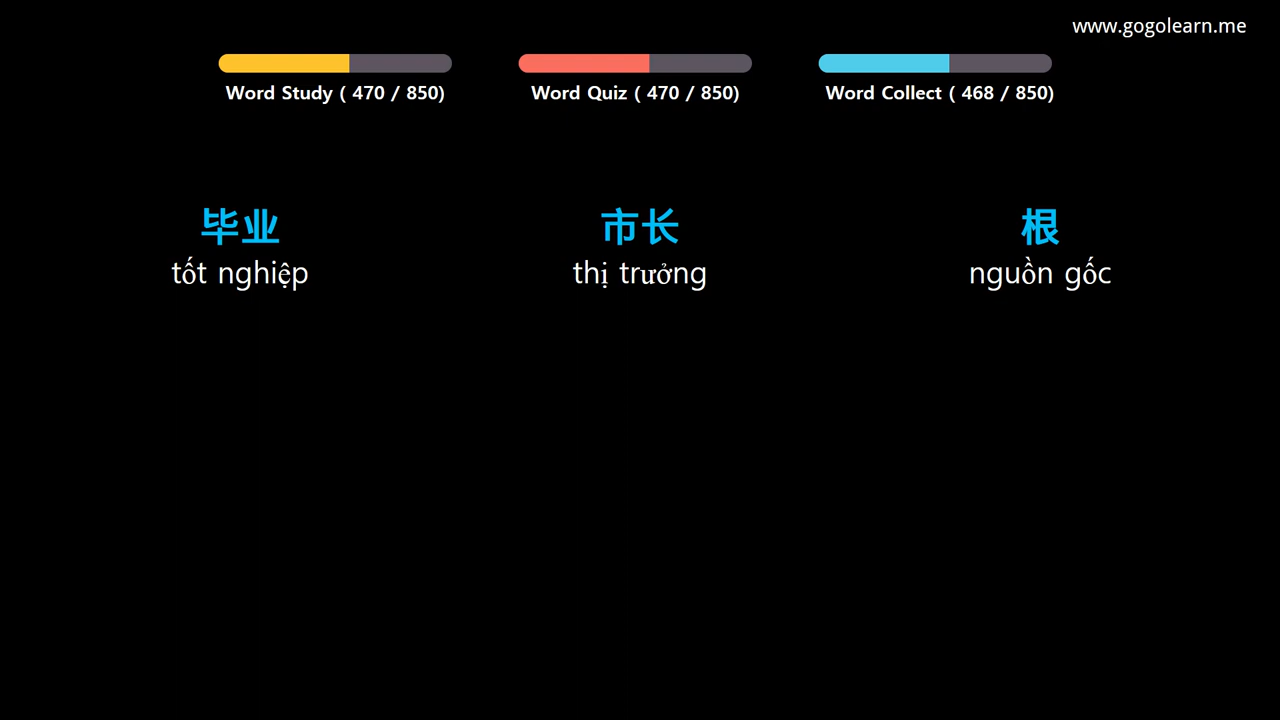 www.gogolearn.me
Word Study ( 470 / 850)
Word Quiz ( 470 / 850)
Word Collect ( 468 / 850)
毕业
tốt nghiệp
市长
thị trưởng
根
nguồn gốc